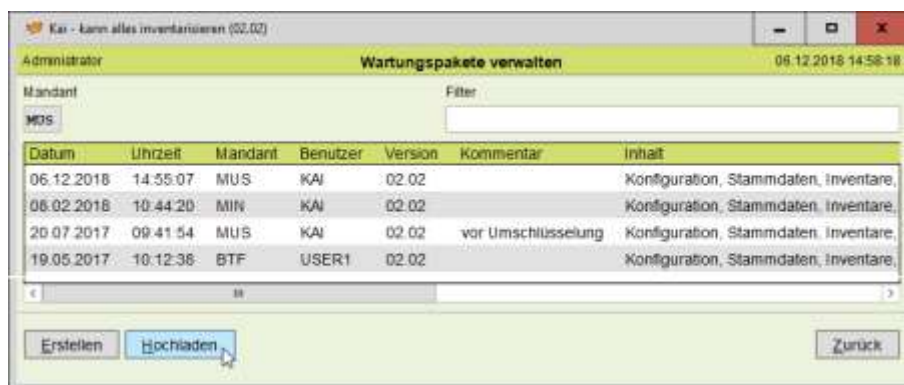 Kai - kann alles inventarisieren (02.02)
Administrator Wartungspakete verwalten 06.12.2018 14:58:18
Mandant Filter
MUS
Datum Uhrzeit Mandant Benutzer Version Kommentar Inhalt
06.12.2018 14:55:07 MUS KAI 02.02 Konfiguration, Stammdaten, Inventare,
08.02.2018 10:44:20 MIN KAI 02.02 Konfiguration, Stammdaten, Inventare,
20.07.2017 09:41:54 MUS KAI 02.02 vor Umschlüsselung Konfiguration, Stammdaten, Inventare,
19.05.2017 10:12:38 BTF USER1 02.02 Konfiguration, Stammdaten, Inventare,
Erstellen Hochladen Zurück